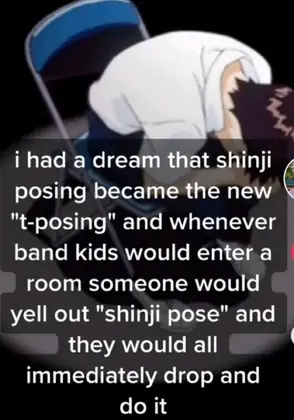 i had a dream that shinji
posing became the new
"t-posing" and whenever
band kids would enter a
room someone would
yell out "shinji pose" and
they would all
immediately drop and
do it